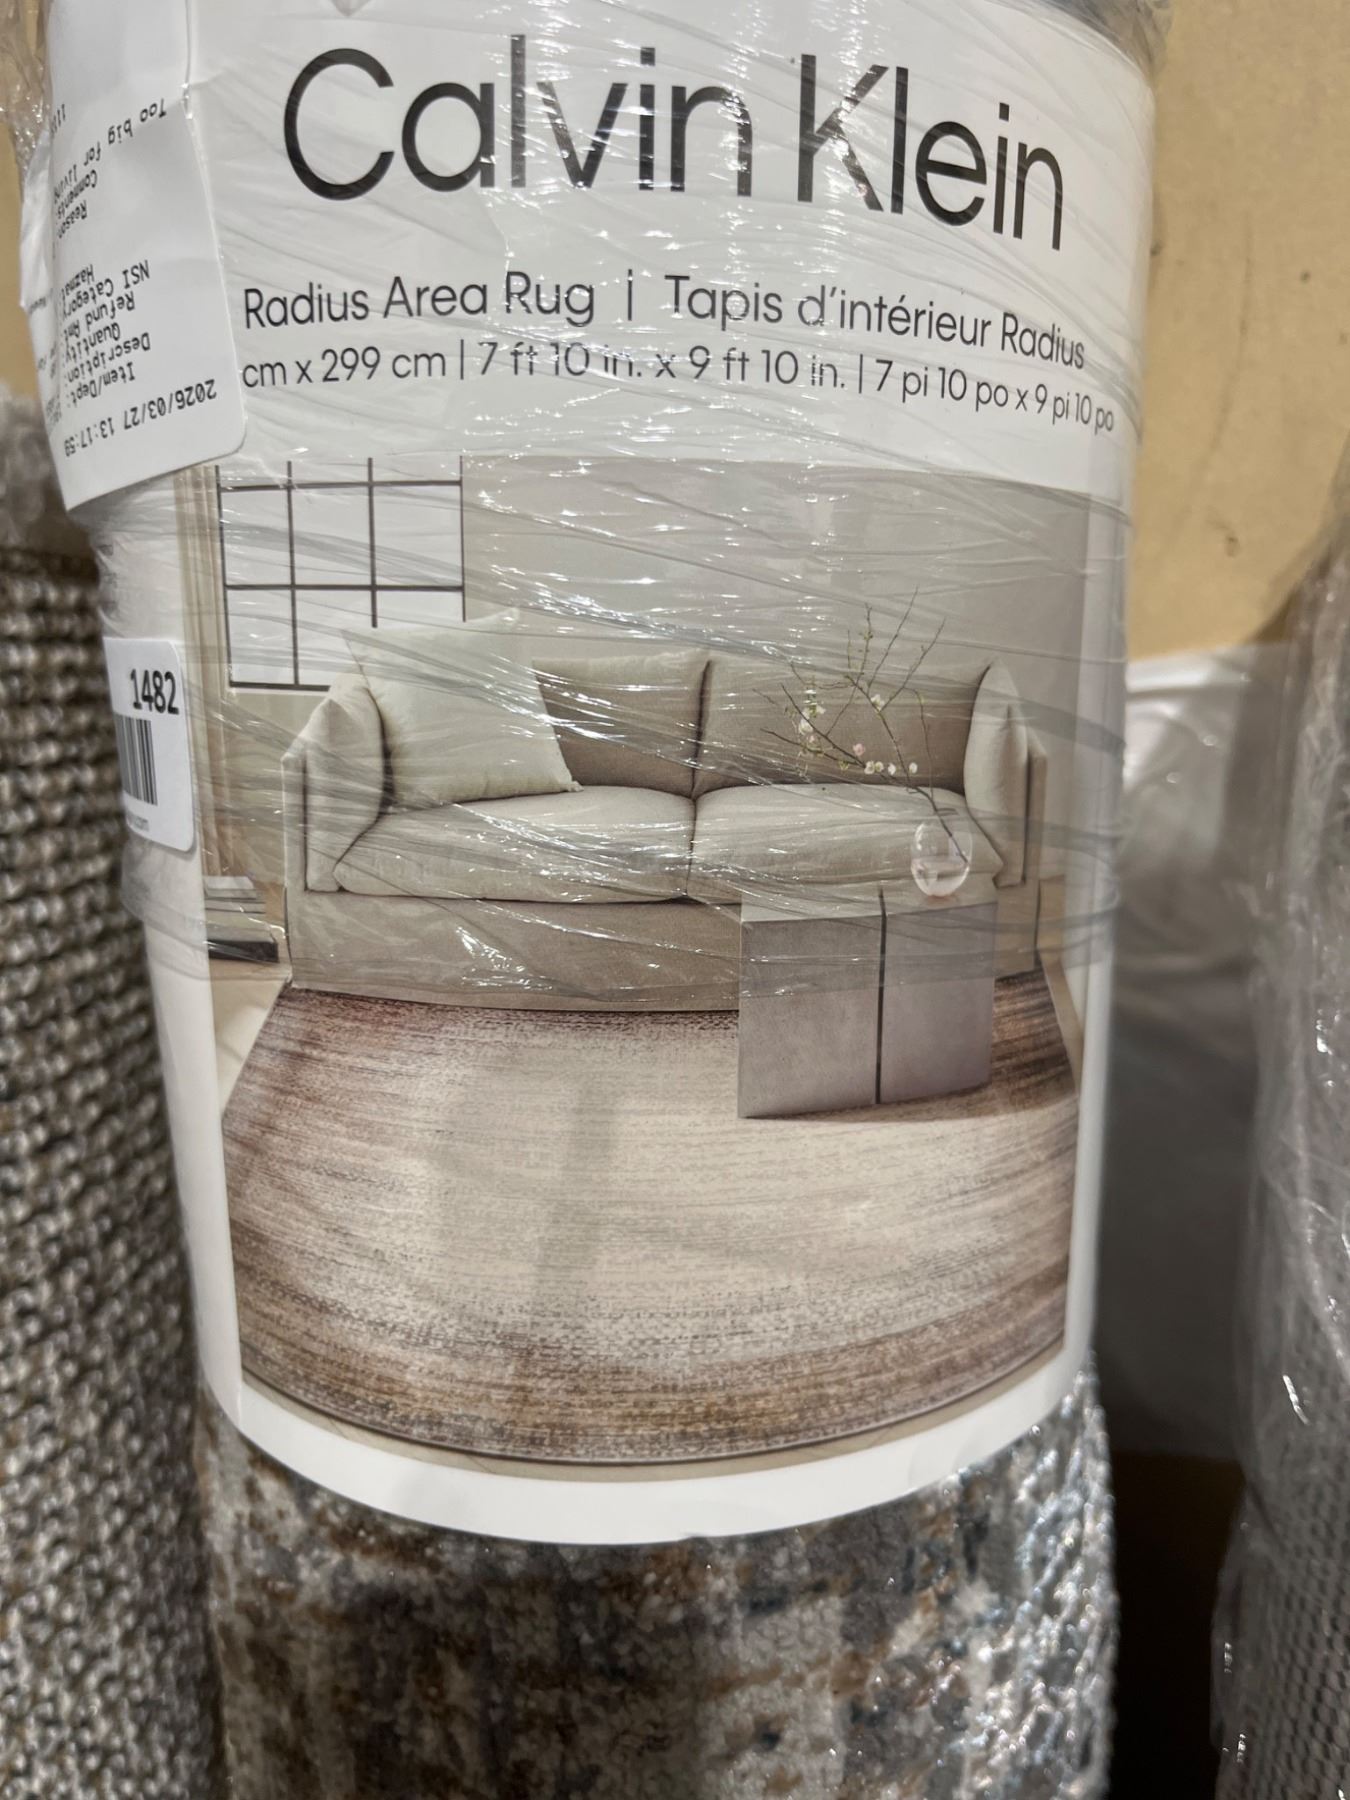 Calvin Klein
Radius Area Rug | Tapis d'intérieur Radius
cm x 299 cm | 7 ft 10 in. x 9 ft 10 in. | 7 pi 10 po x 9 pi 10 po
2026/03/27 13:17:59
Item/Dept:
Description:
Quantity:
Refund Amt
NSI Category:
Hazmat
Reason
Comments:
Too big for living
1482